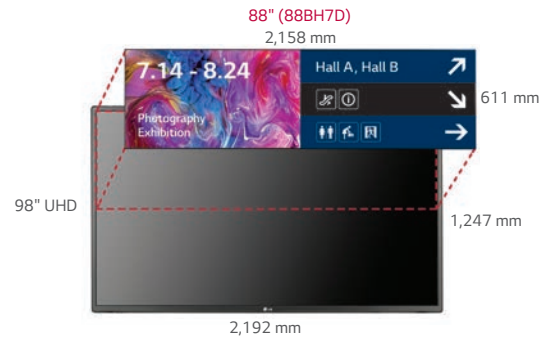 88" (88BH7D)
2,158 mm
7.14 - 8.24
Photography
Exhibition
Hall A, Hall B
611 mm
98" UHD
1,247 mm
2,192 mm
LG